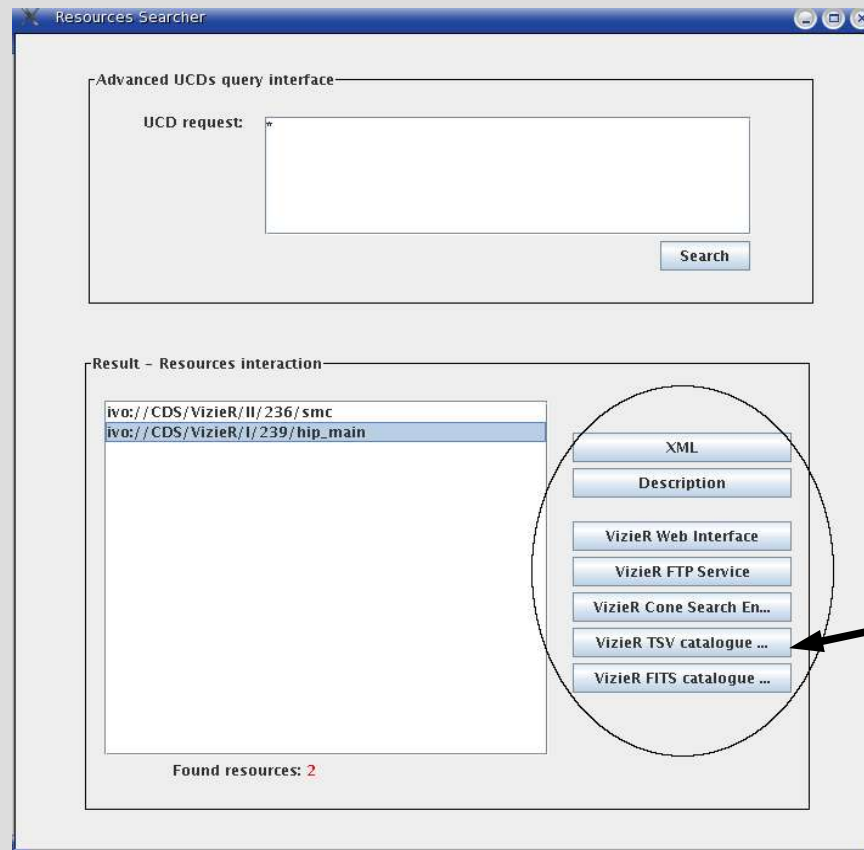 Resources Searcher
Advanced UCDs query interface
UCD request: *
Search
Result - Resources interaction
ivo://CDS/VizieR/II/236/smc
ivo://CDS/VizieR/I/239/hip_main
XML
Description
VizieR Web Interface
VizieR FTP Service
VizieR Cone Search En...
VizieR TSV catalogue ...
VizieR FITS catalogue ...
Found resources: 2